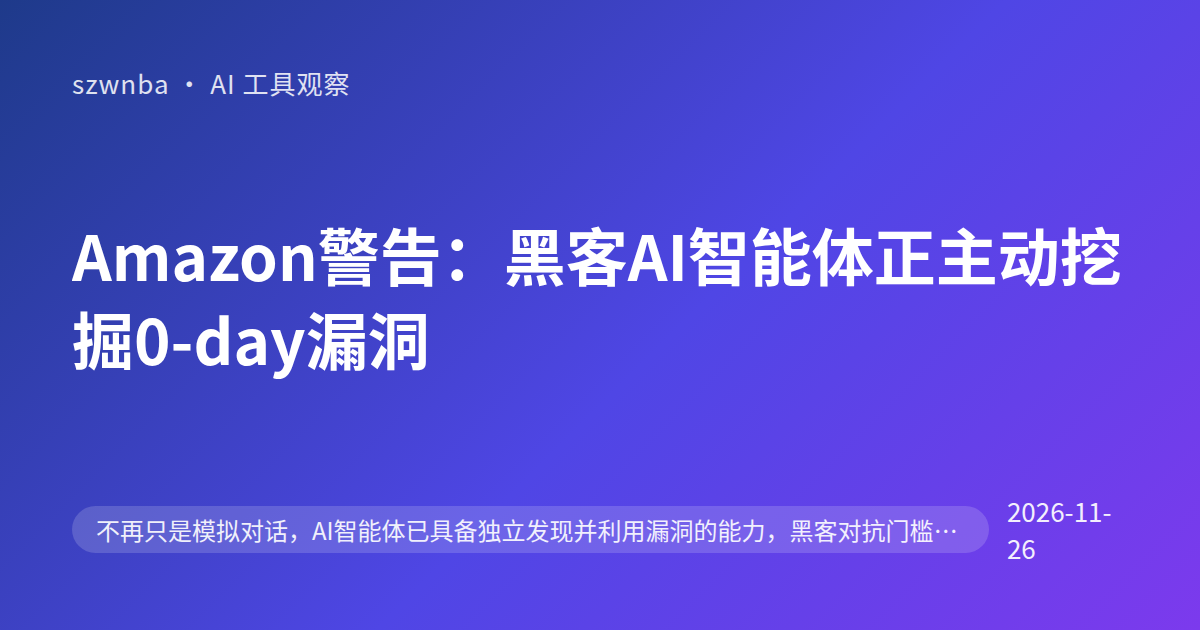 szwnba · AI 工具观察
Amazon警告：黑客AI智能体正主动挖
掘0-day漏洞
不再只是模拟对话，AI智能体已具备独立发现并利用漏洞的能力，黑客对抗门槛…
2026-11-
26